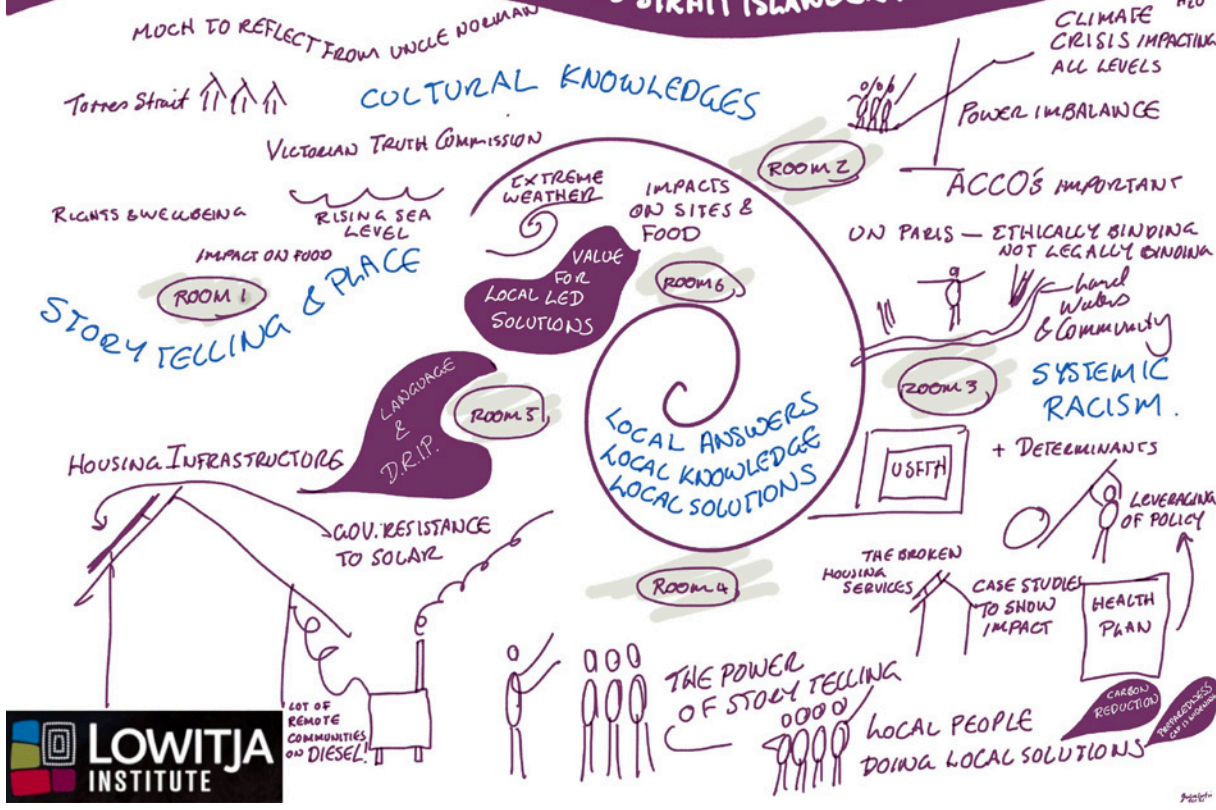 STRAIT ISLANDER
MUCH TO REFLECT FROM UNCLE NORMAN
Torres Strait
CULTURAL KNOWLEDGES
VICTORIAN TRUTH COMMISSION
RIGHTS & WELLBEING
RISING SEA
LEVEL
IMPACT ON FOOD
ROOM 1
STORYTELLING & PLACE
EXTREME
WEATHER
IMPACTS
ON SITES &
FOOD
VALUE
FOR
LOCAL LED
SOLUTIONS
ROOM 6
H2O
CLIMATE
CRISIS IMPACTING
ALL LEVELS
POWER IMBALANCE
ROOM 2
ACCO'S IMPORTANT
UN PARIS — ETHICALLY BINDING
NOT LEGALLY BINDING
Land
Waters
& Community
ROOM 3
SYSTEMIC
RACISM.
+ DETERMINANTS
LEVERAGING
OF POLICY
THE BROKEN
HOUSING
SERVICES
CASE STUDIES
TO SHOW
IMPACT
HEALTH
PLAN
CARBON
REDUCTION
PREPAREDNESS
LANGUAGE
&
D.R.I.P.
ROOM 5
LOCAL ANSWERS
LOCAL KNOWLEDGE
LOCAL SOLUTIONS
HOUSING INFRASTRUCTURE
GOV. RESISTANCE
TO SOLAR
LOT OF
REMOTE
COMMUNITIES
ON DIESEL!
ROOM 4
THE POWER
OF STORY TELLING
LOCAL PEOPLE
DOING LOCAL SOLUTIONS
LOWITJA
INSTITUTE